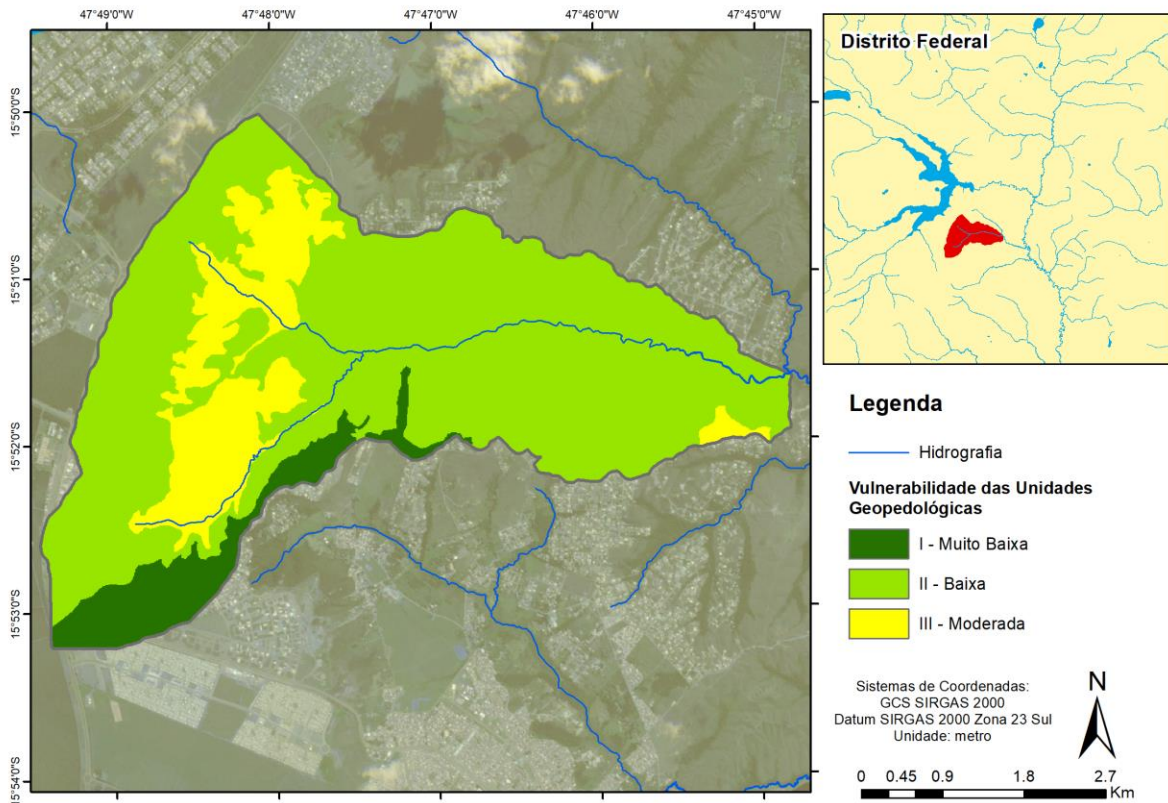 47°49'0"S
47°48'0"S
47°47'0"S
47°46'0"S
47°45'0"S
15°50'0"S
15°51'0"S
15°52'0"S
15°53'0"S
15°54'0"S
Distrito Federal
Legenda
Hidrografia
Vulnerabilidade das Unidades
Geopedológicas
I - Muito Baixa
II - Baixa
III - Moderada
Sistemas de Coordenadas:
GCS SIRGAS 2000
Datum SIRGAS 2000 Zona 23 Sul
Unidade: metro
N
0 0.45 0.9 1.8 2.7
Km